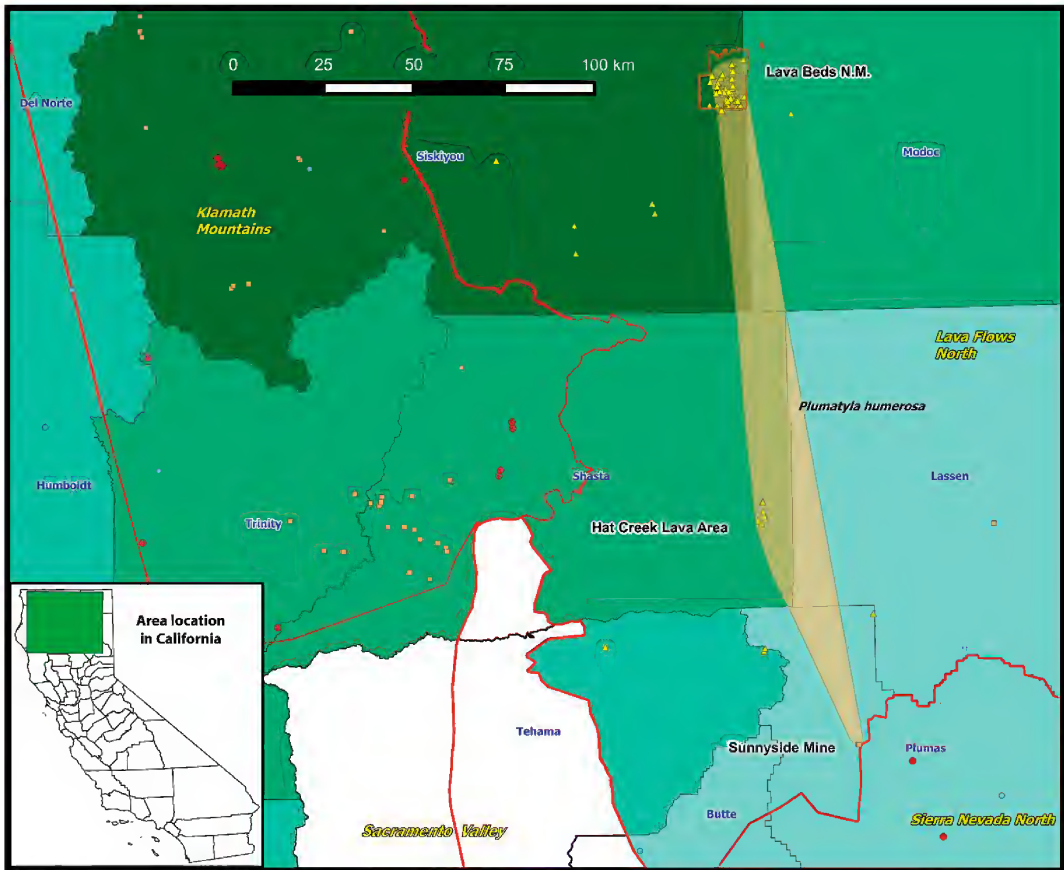 0 25 50 75 100 km
Lava Beds N.M.
Del Norte
Siskiyou
Modoc
Klamath
Mountains
Lava Flows
North
Plumatyla humerosa
Humboldt
Trinity
Shasta
Lassen
Hat Creek Lava Area
Area location
in California
Tehama
Sunnyside Mine
Plumas
Butte
Sacramento Valley
Sierra Nevada North